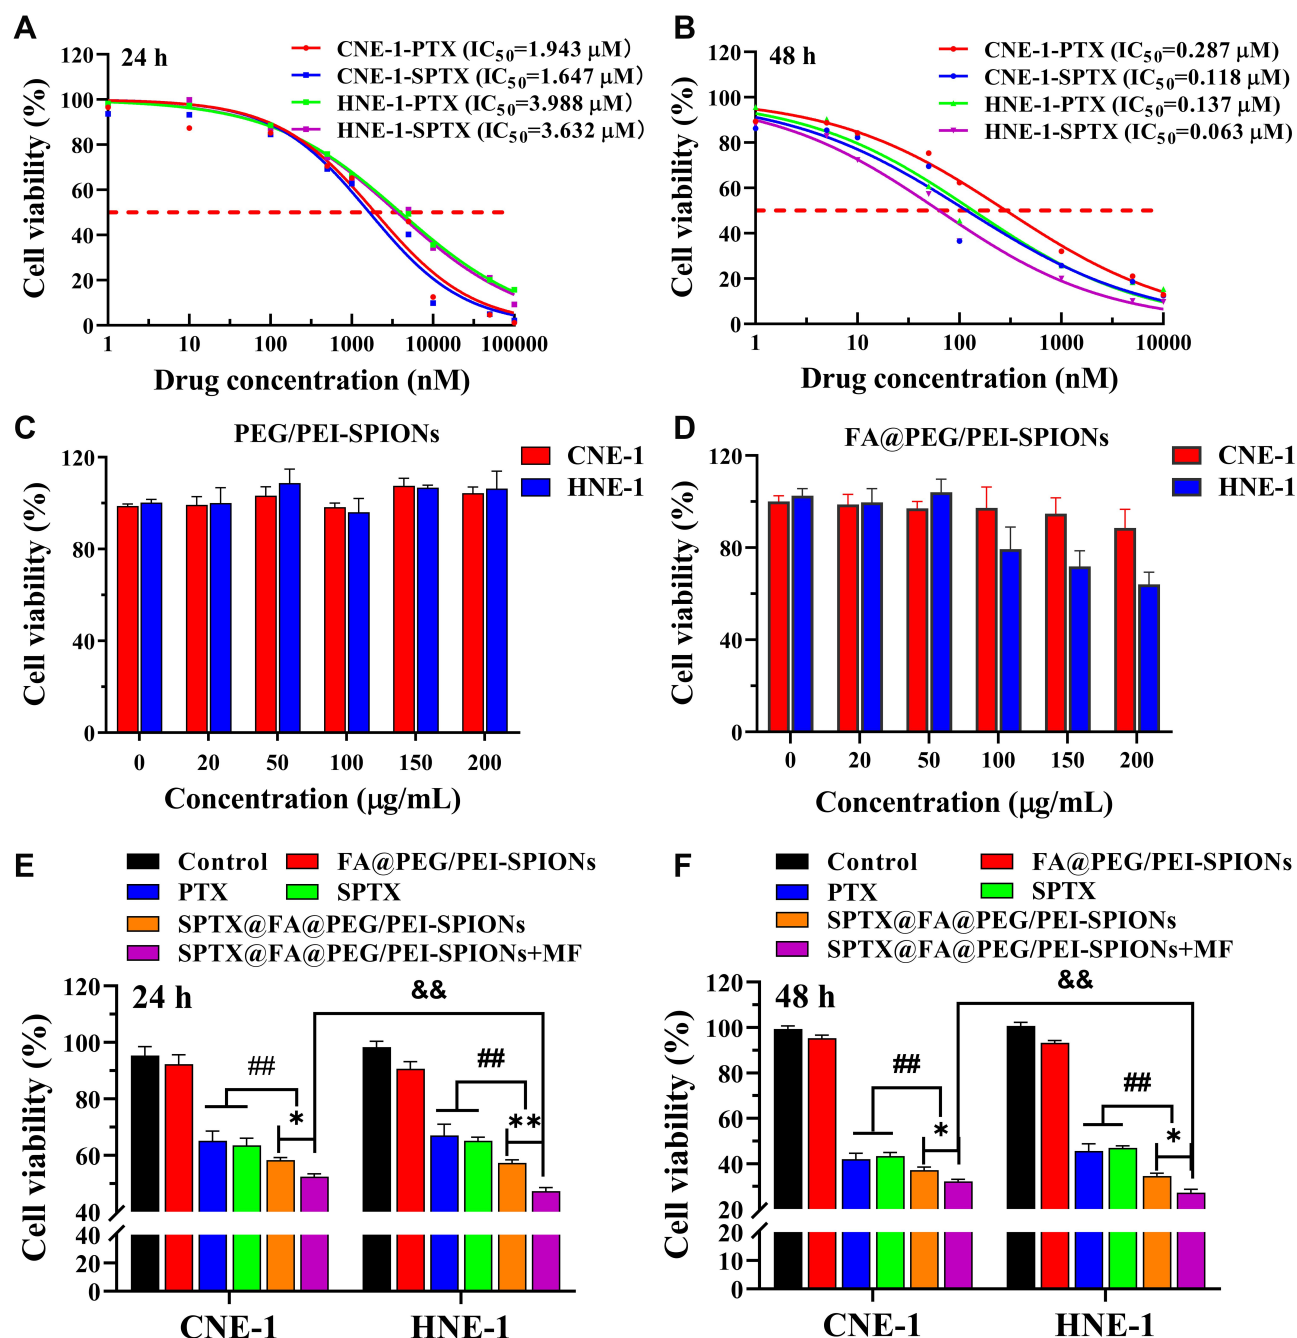 A
24 h
CNE-1-PTX (IC50=1.943 μM)
CNE-1-SPTX (IC50=1.647 μM)
HNE-1-PTX (IC50=3.988 μM)
HNE-1-SPTX (IC50=3.632 μM)
Cell viability (%)
120
100
80
60
40
20
0
1 10 100 1000 10000 100000
Drug concentration (nM)
B
48 h
CNE-1-PTX (IC50=0.287 μM)
CNE-1-SPTX (IC50=0.118 μM)
HNE-1-PTX (IC50=0.137 μM)
HNE-1-SPTX (IC50=0.063 μM)
Cell viability (%)
120
100
80
60
40
20
0
1 10 100 1000 10000
Drug concentration (nM)
C
PEG/PEI-SPIONs
CNE-1
HNE-1
Cell viability (%)
120
80
40
0
0 20 50 100 150 200
Concentration (μg/mL)
D
FA@PEG/PEI-SPIONs
CNE-1
HNE-1
Cell viability (%)
120
80
40
0
0 20 50 100 150 200
Concentration (μg/mL)
E
Control FA@PEG/PEI-SPIONs
PTX SPTX
SPTX@FA@PEG/PEI-SPIONs
SPTX@FA@PEG/PEI-SPIONs+MF
24 h
&&
##
*
##
**
Cell viability (%)
120
100
80
60
40
40
20
0
CNE-1 HNE-1
F
Control FA@PEG/PEI-SPIONs
PTX SPTX
SPTX@FA@PEG/PEI-SPIONs
SPTX@FA@PEG/PEI-SPIONs+MF
48 h
&&
##
*
##
*
Cell viability (%)
120
100
80
60
40
20
20
10
0
CNE-1 HNE-1